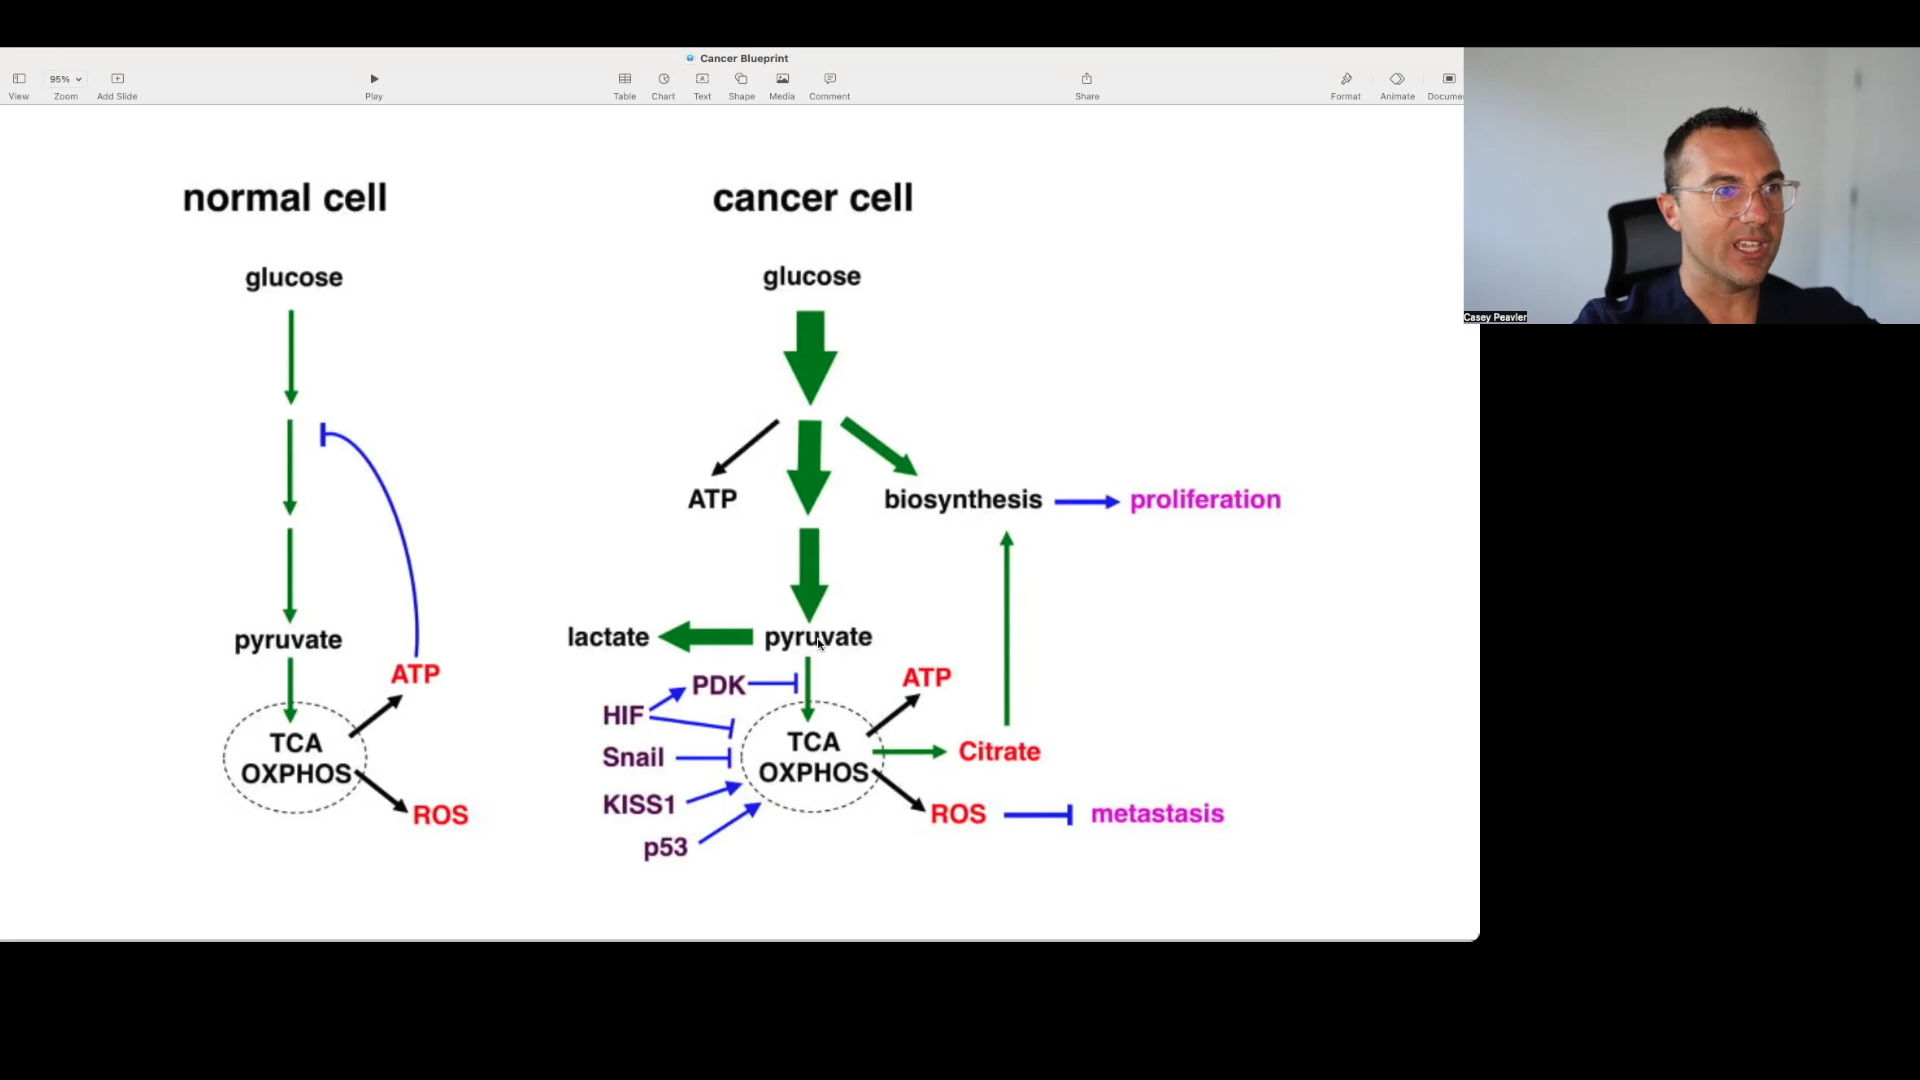 Cancer Blueprint
95%
View
Zoom
Add Slide
Play
Table
Chart
Text
Shape
Media
Comment
Share
Format
Animate
Docume
Casey Peavler
normal cell
glucose
pyruvate
ATP
TCA
OXPHOS
ROS
cancer cell
glucose
ATP
biosynthesis
proliferation
lactate
pyruvate
PDK
ATP
HIF
Snail
TCA
OXPHOS
Citrate
KISS1
ROS
metastasis
p53